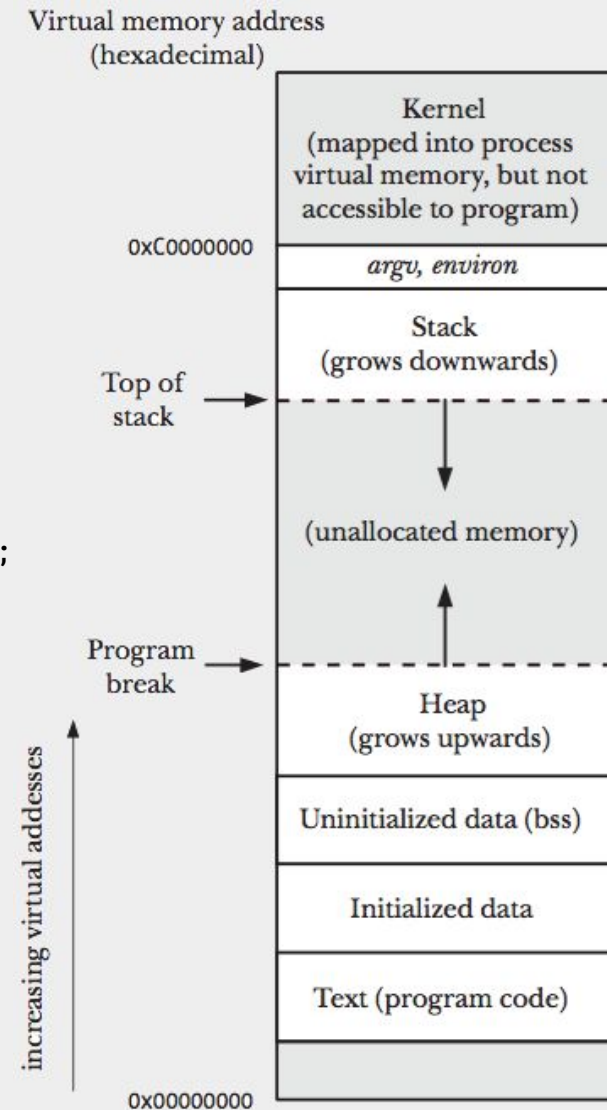 Virtual memory address
(hexadecimal)
Kernel
(mapped into process
virtual memory, but not
accessible to program)
0xC0000000
argv, environ
Stack
(grows downwards)
Top of
stack
(unallocated memory)
;
Program
break
Heap
(grows upwards)
Uninitialized data (bss)
Initialized data
Text (program code)
increasing virtual addesses
0x00000000